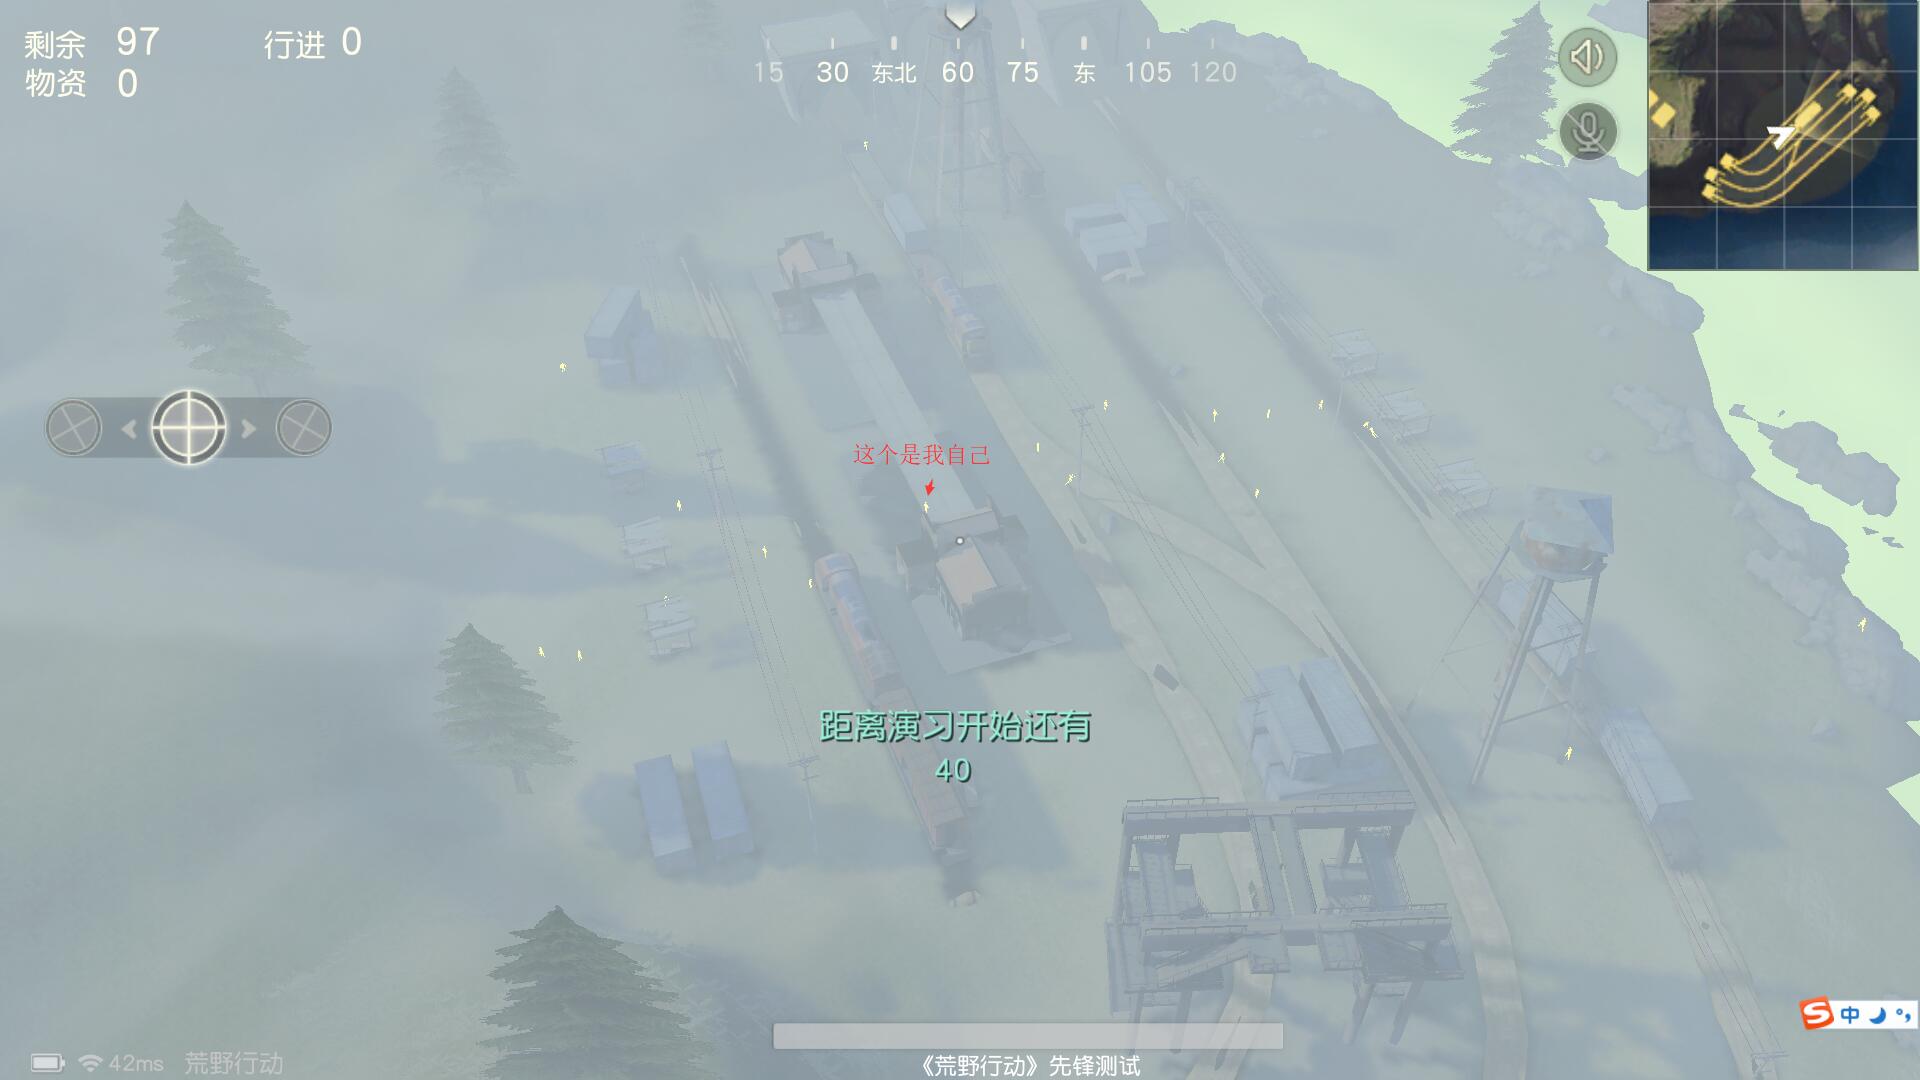 剩余 97 行进 0
物资 0
15 30 东北 60 75 东 105 120
这个是我自己
距离演习开始还有
40
中
42ms 荒野行动
《荒野行动》先锋测试